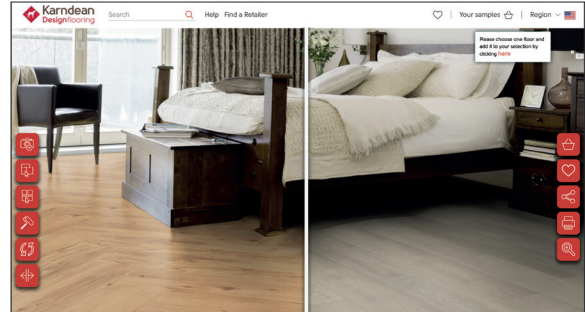 Karndean
Designflooring
Search
Help Find a Retailer
Your samples
Region
Please choose one floor and
add it to your selection by
clicking here